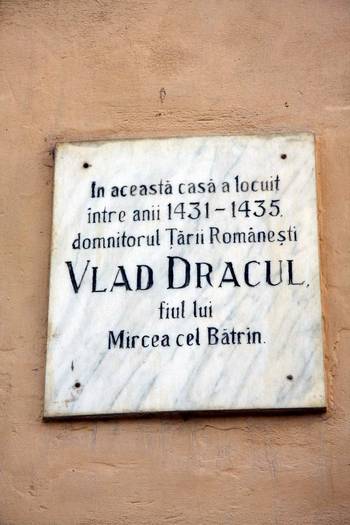 In această casă a locuit
între anii 1431-1435,
domnitorul Țării Românești
VLAD DRACUL,
fiul lui
Mircea cel Bătrîn.